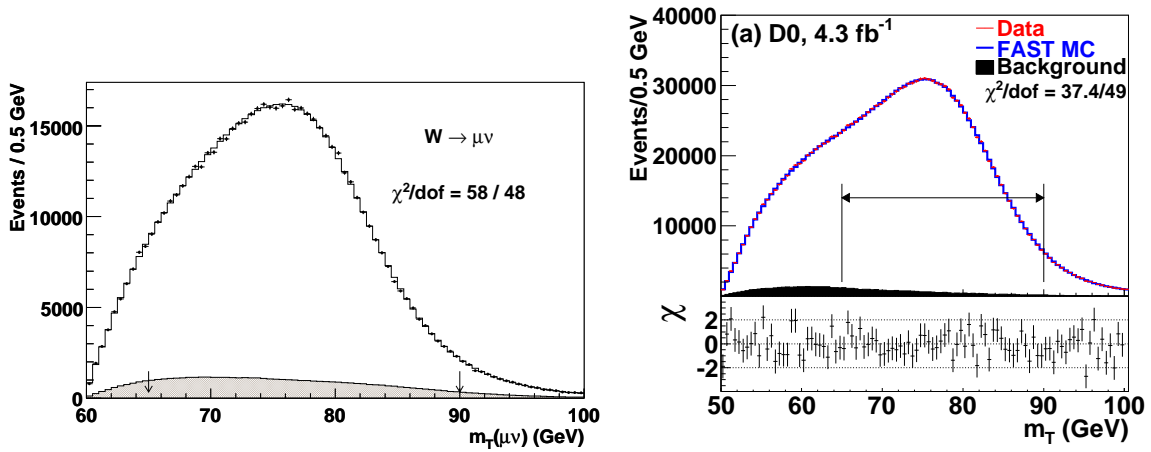 Events / 0.5 GeV
15000
10000
5000
0
W → μν
χ²/dof = 58 / 48
60 70 80 90 100
m_T(μν) (GeV)
(a) D0, 4.3 fb⁻¹
Data
FAST MC
Background
χ²/dof = 37.4/49
Events/0.5 GeV
40000
30000
20000
10000
0
χ
2
0
-2
50 60 70 80 90 100
m_T (GeV)